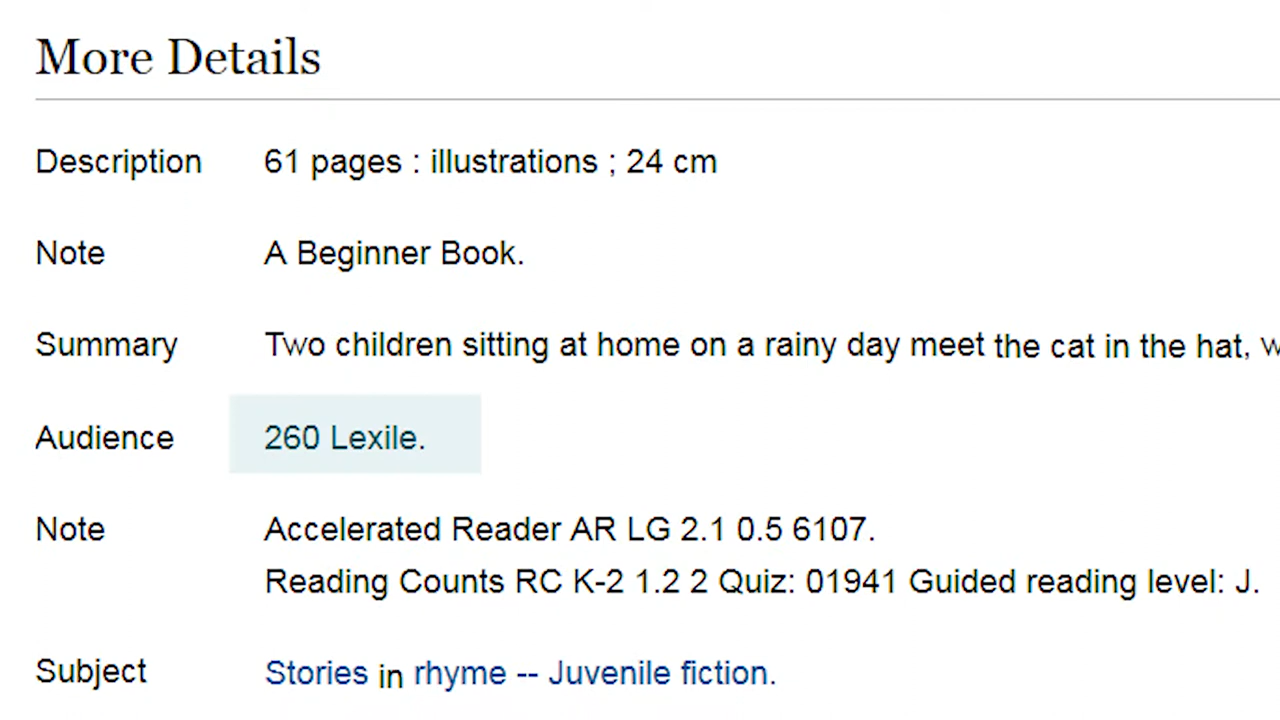 More Details
Description 61 pages : illustrations ; 24 cm
Note A Beginner Book.
Summary Two children sitting at home on a rainy day meet the cat in the hat,
Audience 260 Lexile.
Note Accelerated Reader AR LG 2.1 0.5 6107.
Reading Counts RC K-2 1.2 2 Quiz: 01941 Guided reading level: J.
Subject Stories in rhyme -- Juvenile fiction.